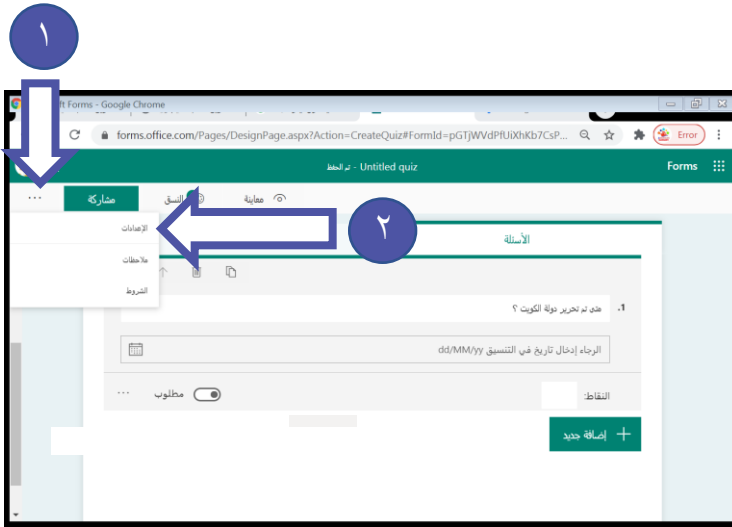 ١
ft Forms - Google Chrome
forms.office.com/Pages/DesignPage.aspx?Action=CreateQuiz#FormId=pGTjWVdPfUiXhKb7CsP...
Error
Forms
Untitled quiz - تم الحفظ
معاينة
النسق
مشاركة
...
الإعدادات
ملاحظات
الشروط
٢
الأسئلة
1. متى تم تحرير دولة الكويت ؟
الرجاء إدخال تاريخ في التنسيق dd/MM/yy
النقاط:
مطلوب
...
إضافة جديد